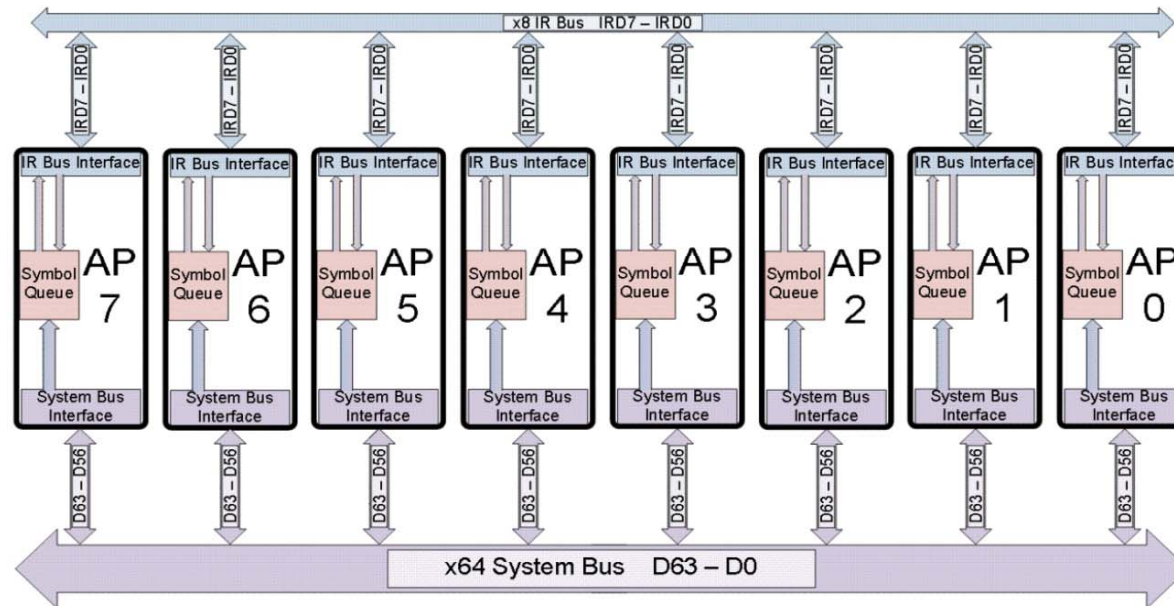 x8 IR Bus IRD7 – IRD0
IRD7 – IRD0 IRD7 – IRD0 IRD7 – IRD0 IRD7 – IRD0 IRD7 – IRD0 IRD7 – IRD0 IRD7 – IRD0 IRD7 – IRD0
IR Bus Interface IR Bus Interface IR Bus Interface IR Bus Interface IR Bus Interface IR Bus Interface IR Bus Interface IR Bus Interface
AP AP AP AP AP AP AP AP
Symbol Symbol Symbol Symbol Symbol Symbol Symbol Symbol
Queue Queue Queue Queue Queue Queue Queue Queue
7 6 5 4 3 2 1 0
System Bus System Bus System Bus System Bus System Bus System Bus System Bus System Bus
Interface Interface Interface Interface Interface Interface Interface Interface
D63 – D56 D63 – D56 D63 – D56 D63 – D56 D63 – D56 D63 – D56 D63 – D56 D63 – D56
x64 System Bus D63 – D0